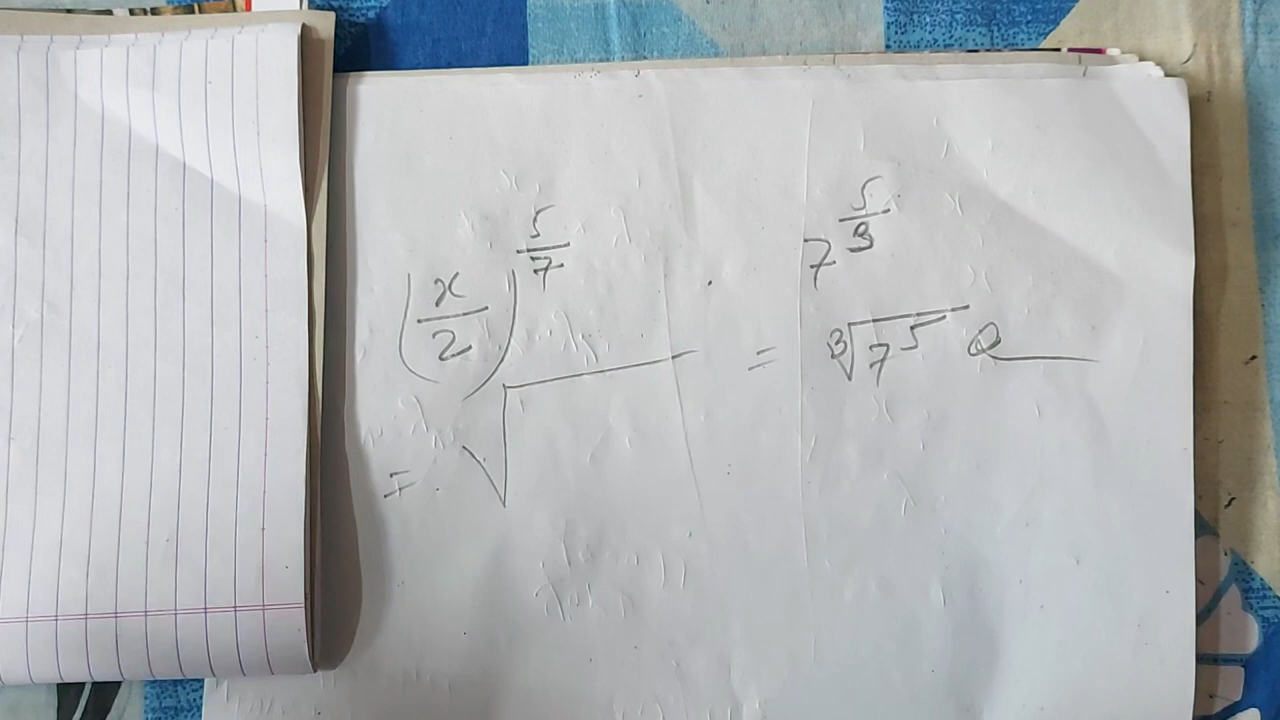 (x/2)^(5/7)
= √
7^(5/3)
= ∛(7^5)